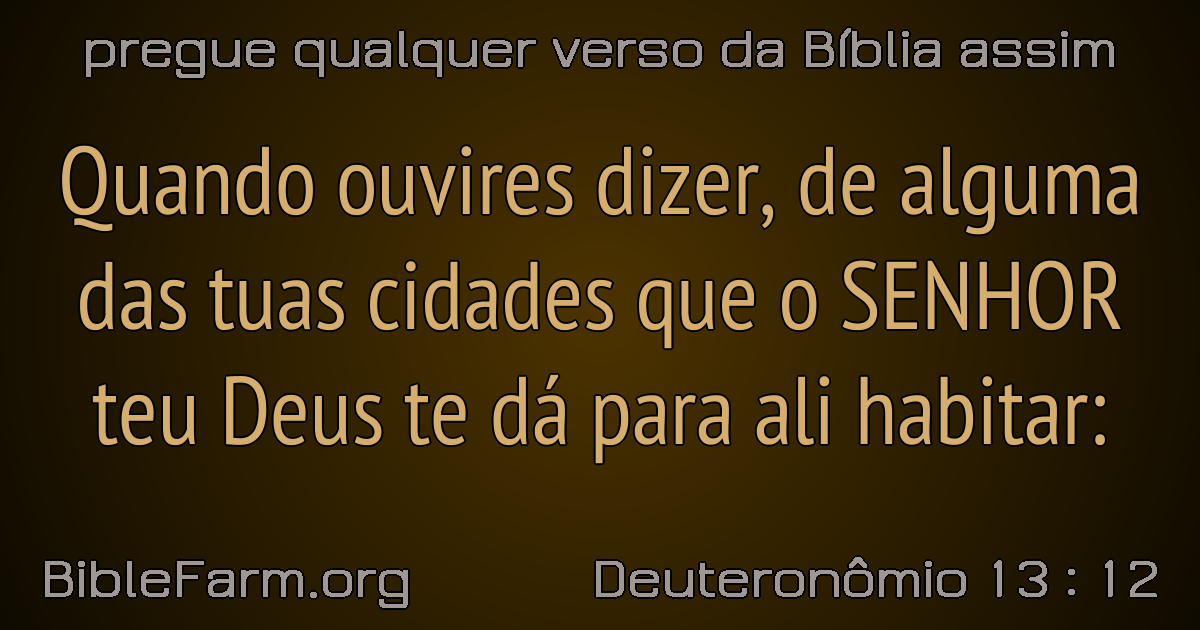 pregue qualquer verso da Bíblia assim
Quando ouvires dizer, de alguma
das tuas cidades que o SENHOR
teu Deus te dá para ali habitar:
BibleFarm.org
Deuteronômio 13 : 12